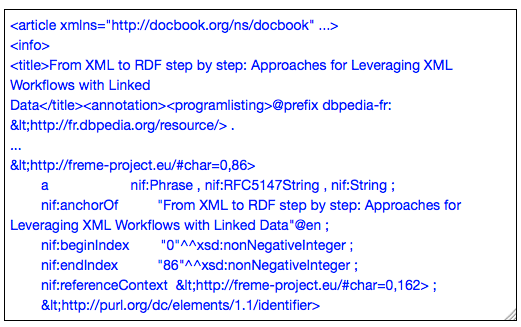 <article xmlns="http://docbook.org/ns/docbook" ...>
<info>
<title>From XML to RDF step by step: Approaches for Leveraging XML
Workflows with Linked
Data</title><annotation><programlisting>@prefix dbpedia-fr:
&lt;http://fr.dbpedia.org/resource/> .
...
&lt;http://freme-project.eu/#char=0,86>
a nif:Phrase , nif:RFC5147String , nif:String ;
nif:anchorOf "From XML to RDF step by step: Approaches for
Leveraging XML Workflows with Linked Data"@en ;
nif:beginIndex "0"^^xsd:nonNegativeInteger ;
nif:endIndex "86"^^xsd:nonNegativeInteger ;
nif:referenceContext &lt;http://freme-project.eu/#char=0,162> ;
&lt;http://purl.org/dc/elements/1.1/identifier>